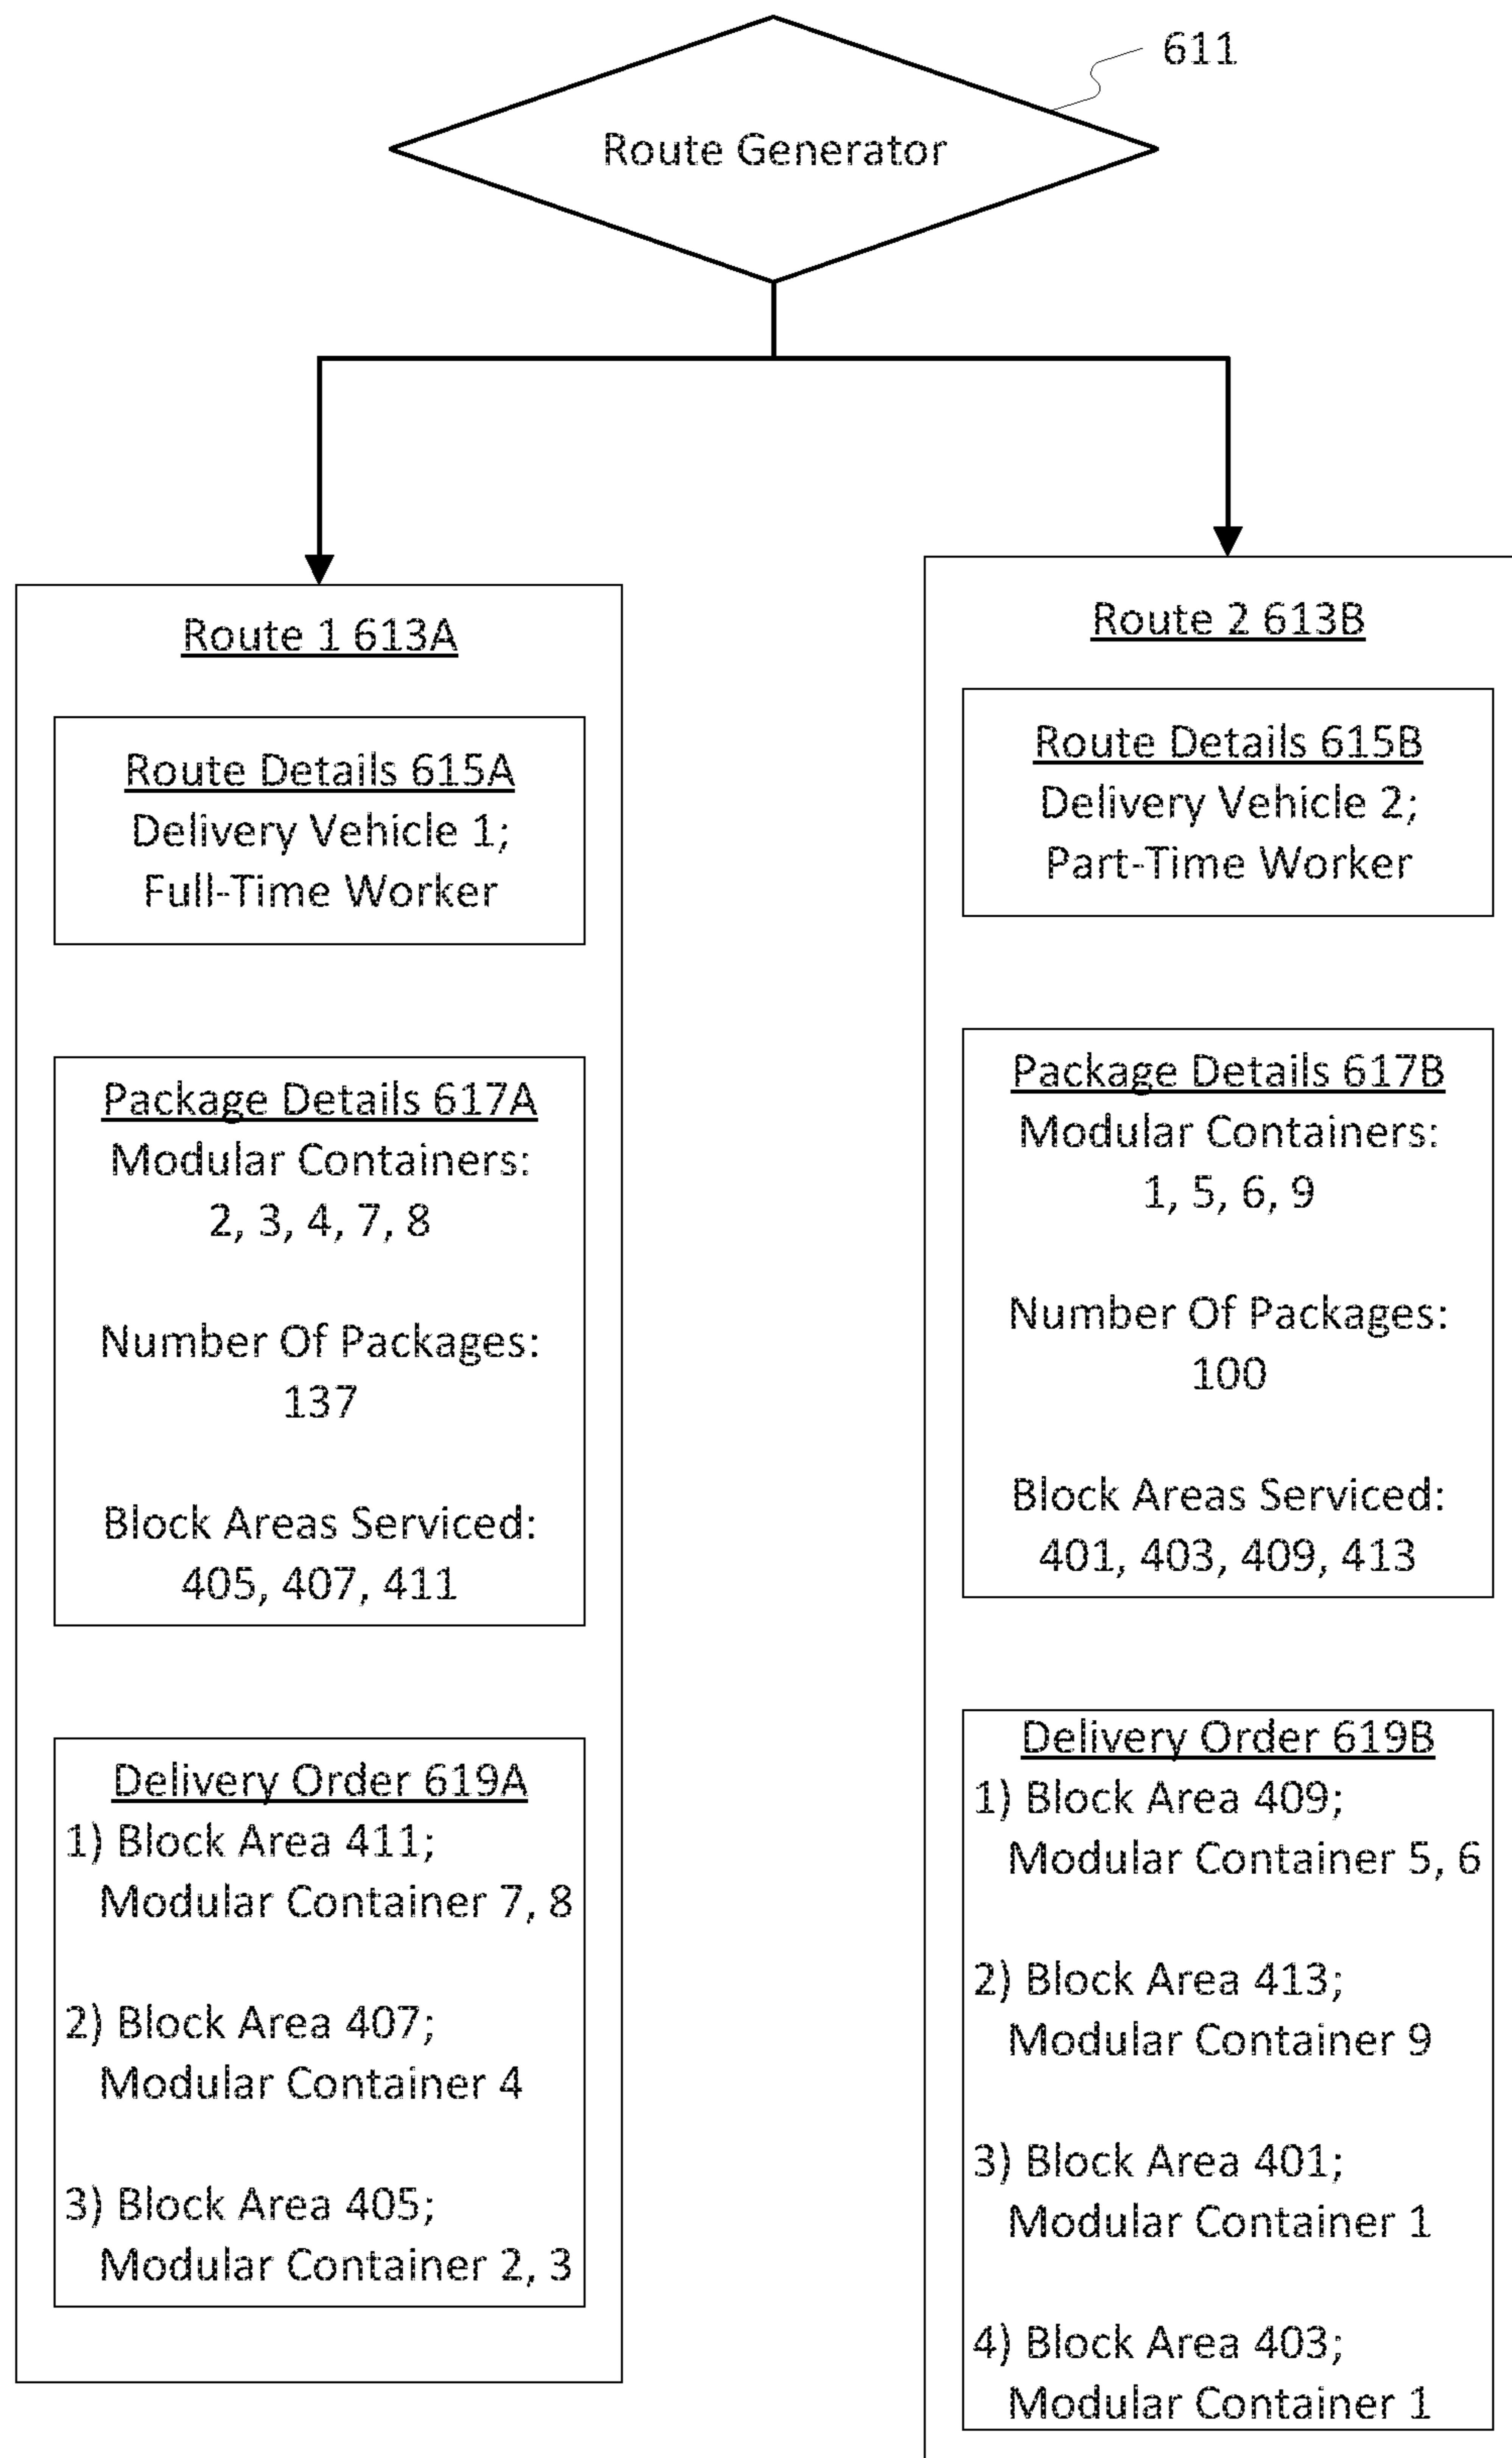 611
Route Generator
Route 1 613A
Route Details 615A
Delivery Vehicle 1;
Full-Time Worker
Package Details 617A
Modular Containers:
2, 3, 4, 7, 8
Number Of Packages:
137
Block Areas Serviced:
405, 407, 411
Delivery Order 619A
1) Block Area 411;
Modular Container 7, 8
2) Block Area 407;
Modular Container 4
3) Block Area 405;
Modular Container 2, 3
Route 2 613B
Route Details 615B
Delivery Vehicle 2;
Part-Time Worker
Package Details 617B
Modular Containers:
1, 5, 6, 9
Number Of Packages:
100
Block Areas Serviced:
401, 403, 409, 413
Delivery Order 619B
1) Block Area 409;
Modular Container 5, 6
2) Block Area 413;
Modular Container 9
3) Block Area 401;
Modular Container 1
4) Block Area 403;
Modular Container 1